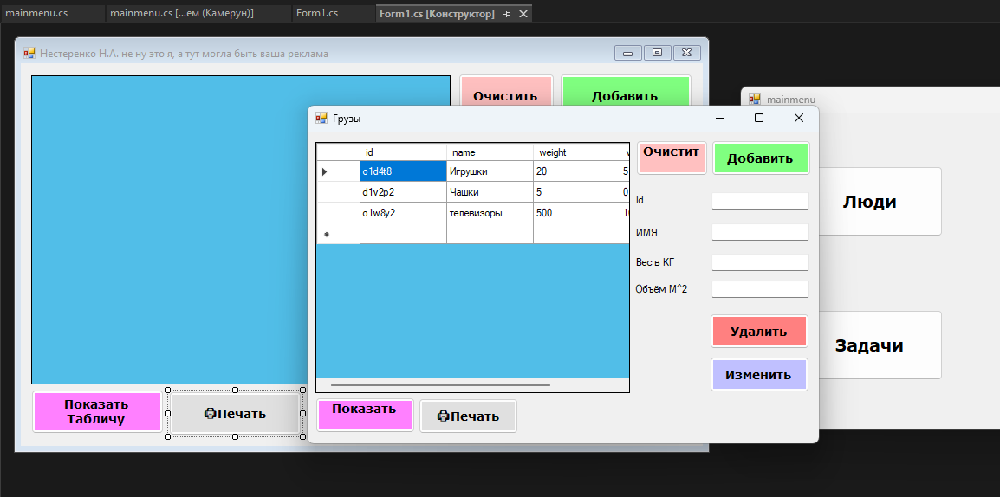 mainmenu.cs
mainmenu.cs [...ем (Камерун)]
Form1.cs
Form1.cs [Конструктор]
Нестеренко Н.А. не ну это я, а тут могла быть ваша реклама
Очистить
Добавить
Показать
Табличу
Печать
mainmenu
Люди
Задачи
Грузы
id name weight v
o1d4t8 Игрушки 20 5
d1v2p2 Чашки 5 0
o1w8y2 телевизоры 500 1
Очистит
Добавить
Id
ИМЯ
Вес в КГ
Объём М^2
Удалить
Изменить
Показать
Печать